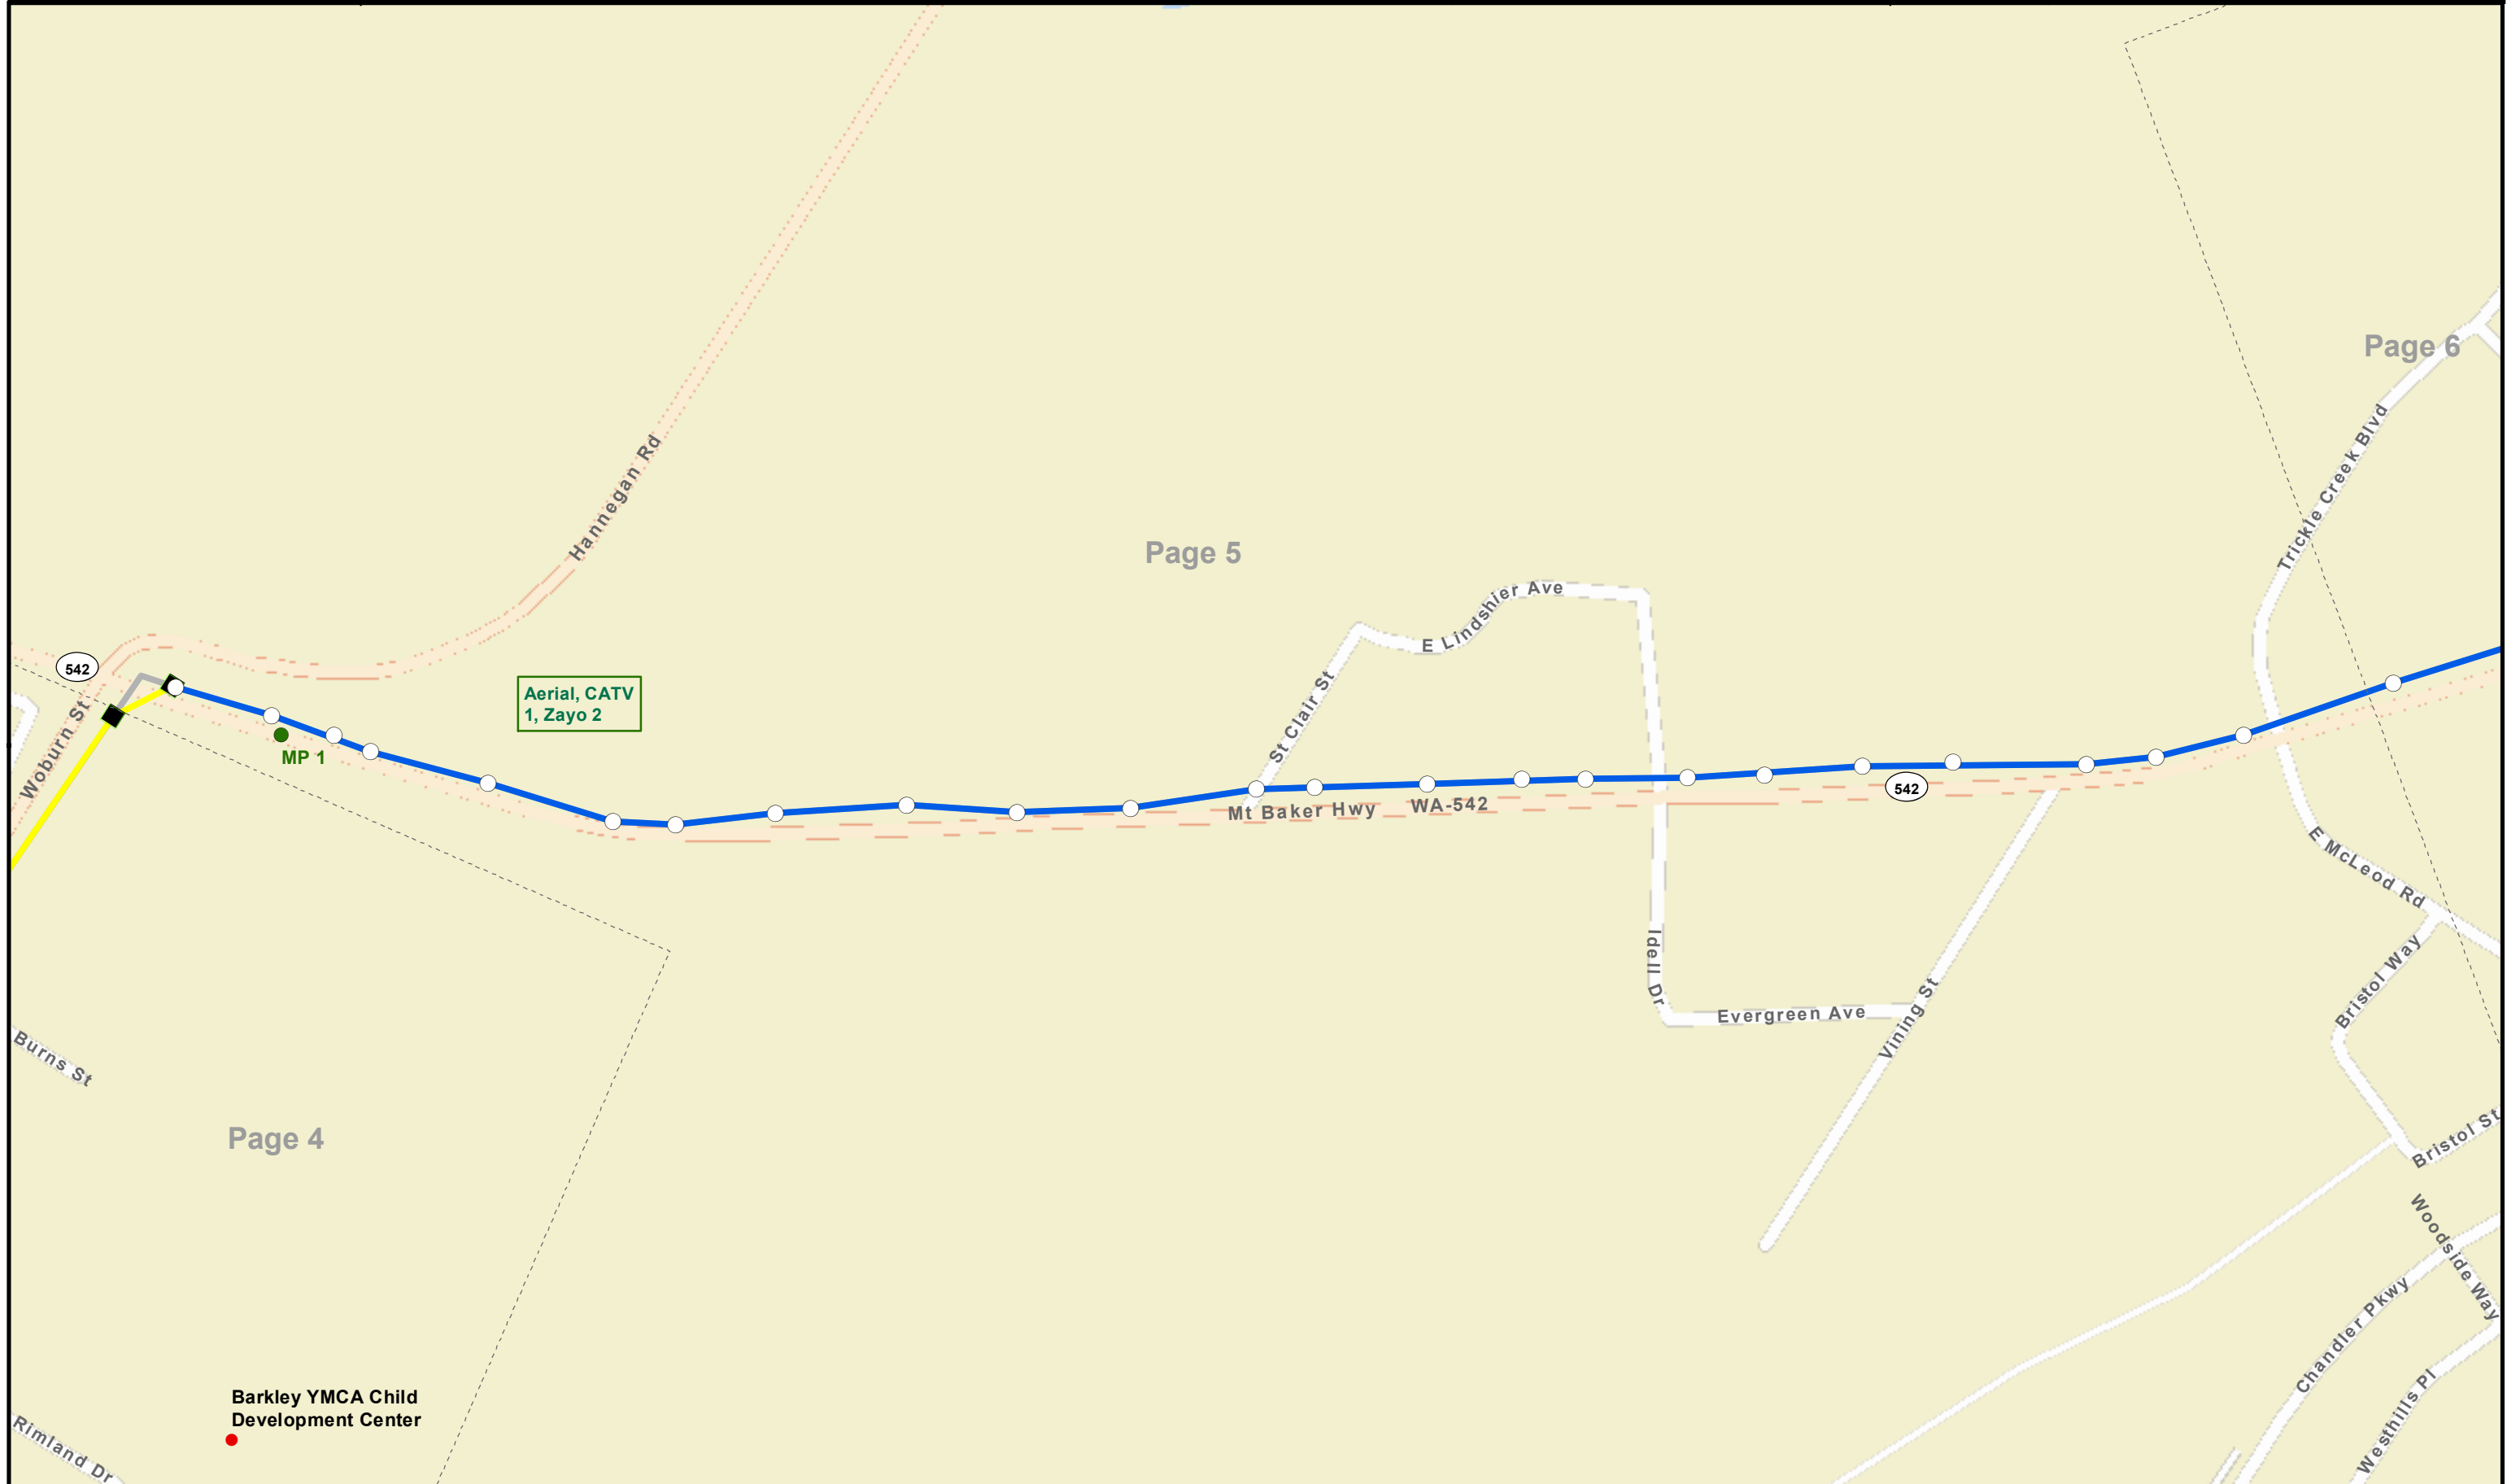 Page 6
Trickle Creek Blvd
Hannegan Rd
Page 5
E Lindshier Ave
542
Aerial, CATV
1, Zayo 2
St Clair St
Woburn St
MP 1
542
Mt Baker Hwy
WA-542
E McLeod Rd
Idell Dr
Bristol Way
Evergreen Ave
Vining St
Burns St
Page 4
Bristol St
Woodside Way
Chandler Pkwy
Barkley YMCA Child
Development Center
Westhills Pl
Rimland Dr